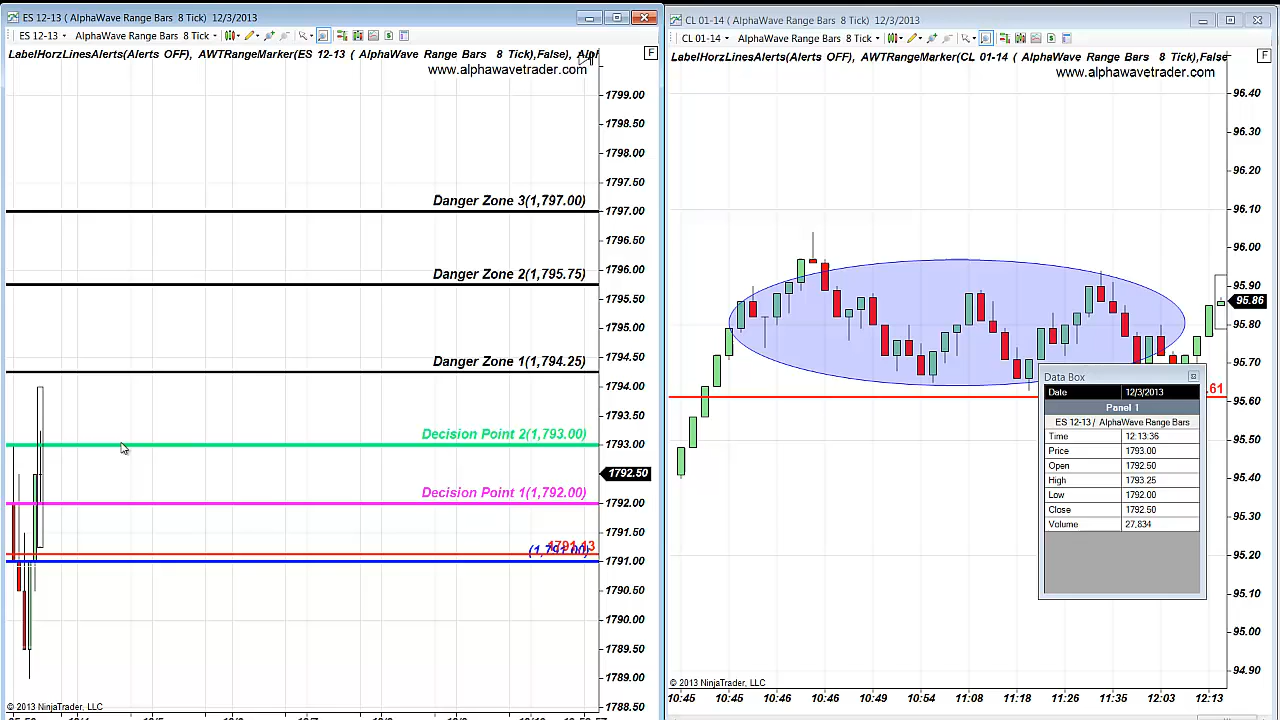 ES 12-13 ( AlphaWave Range Bars  8 Tick)  12/3/2013
ES 12-13
AlphaWave Range Bars  8 Tick
LabelHorzLinesAlerts(Alerts OFF), AWTRangeMarker(ES 12-13 ( AlphaWave Range Bars  8 Tick),False),
F
www.alphawavetrader.com
1799.00
1798.50
1798.00
1797.50
Danger Zone 3(1,797.00)
1797.00
1796.50
Danger Zone 2(1,795.75)
1796.00
1795.50
1795.00
1794.50
Danger Zone 1(1,794.25)
1794.00
1793.50
Decision Point 2(1,793.00)
1793.00
1792.50
Decision Point 1(1,792.00)
1792.00
1791.50
1791.13
(1,791.00)
1791.00
1790.50
1790.00
1789.50
1789.00
1788.50
© 2013 NinjaTrader, LLC
CL 01-14 ( AlphaWave Range Bars  8 Tick)  12/3/2013
CL 01-14
AlphaWave Range Bars  8 Tick
LabelHorzLinesAlerts(Alerts OFF), AWTRangeMarker(CL 01-14 ( AlphaWave Range Bars  8 Tick),False
F
www.alphawavetrader.com
96.40
96.30
96.20
96.10
96.00
95.90
95.86
95.80
95.70
.61
95.60
95.50
95.40
95.30
95.20
95.10
95.00
94.90
Data Box
Date 12/3/2013
Panel 1
ES 12-13 / AlphaWave Range Bars
Time 12:13:36
Price 1793.00
Open 1792.50
High 1793.25
Low 1792.00
Close 1792.50
Volume 27,834
© 2013 NinjaTrader, LLC
10:45 10:45 10:46 10:46 10:49 10:54 11:08 11:18 11:26 11:35 12:03 12:13